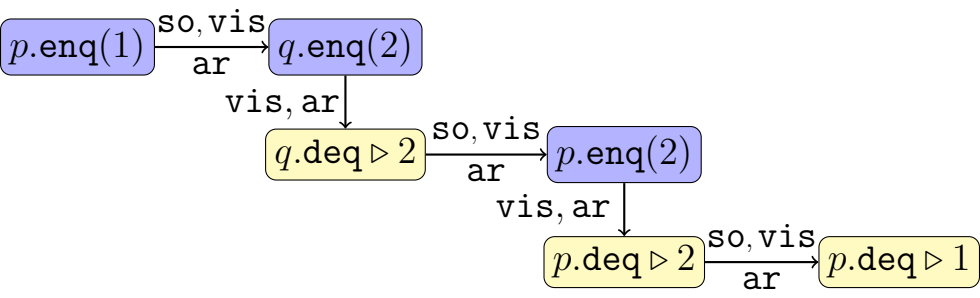 so, vis
p.enq(1) q.enq(2)
ar
vis, ar
so, vis
q.deq ▷ 2 p.enq(2)
ar
vis, ar
so, vis
p.deq ▷ 2 p.deq ▷ 1
ar